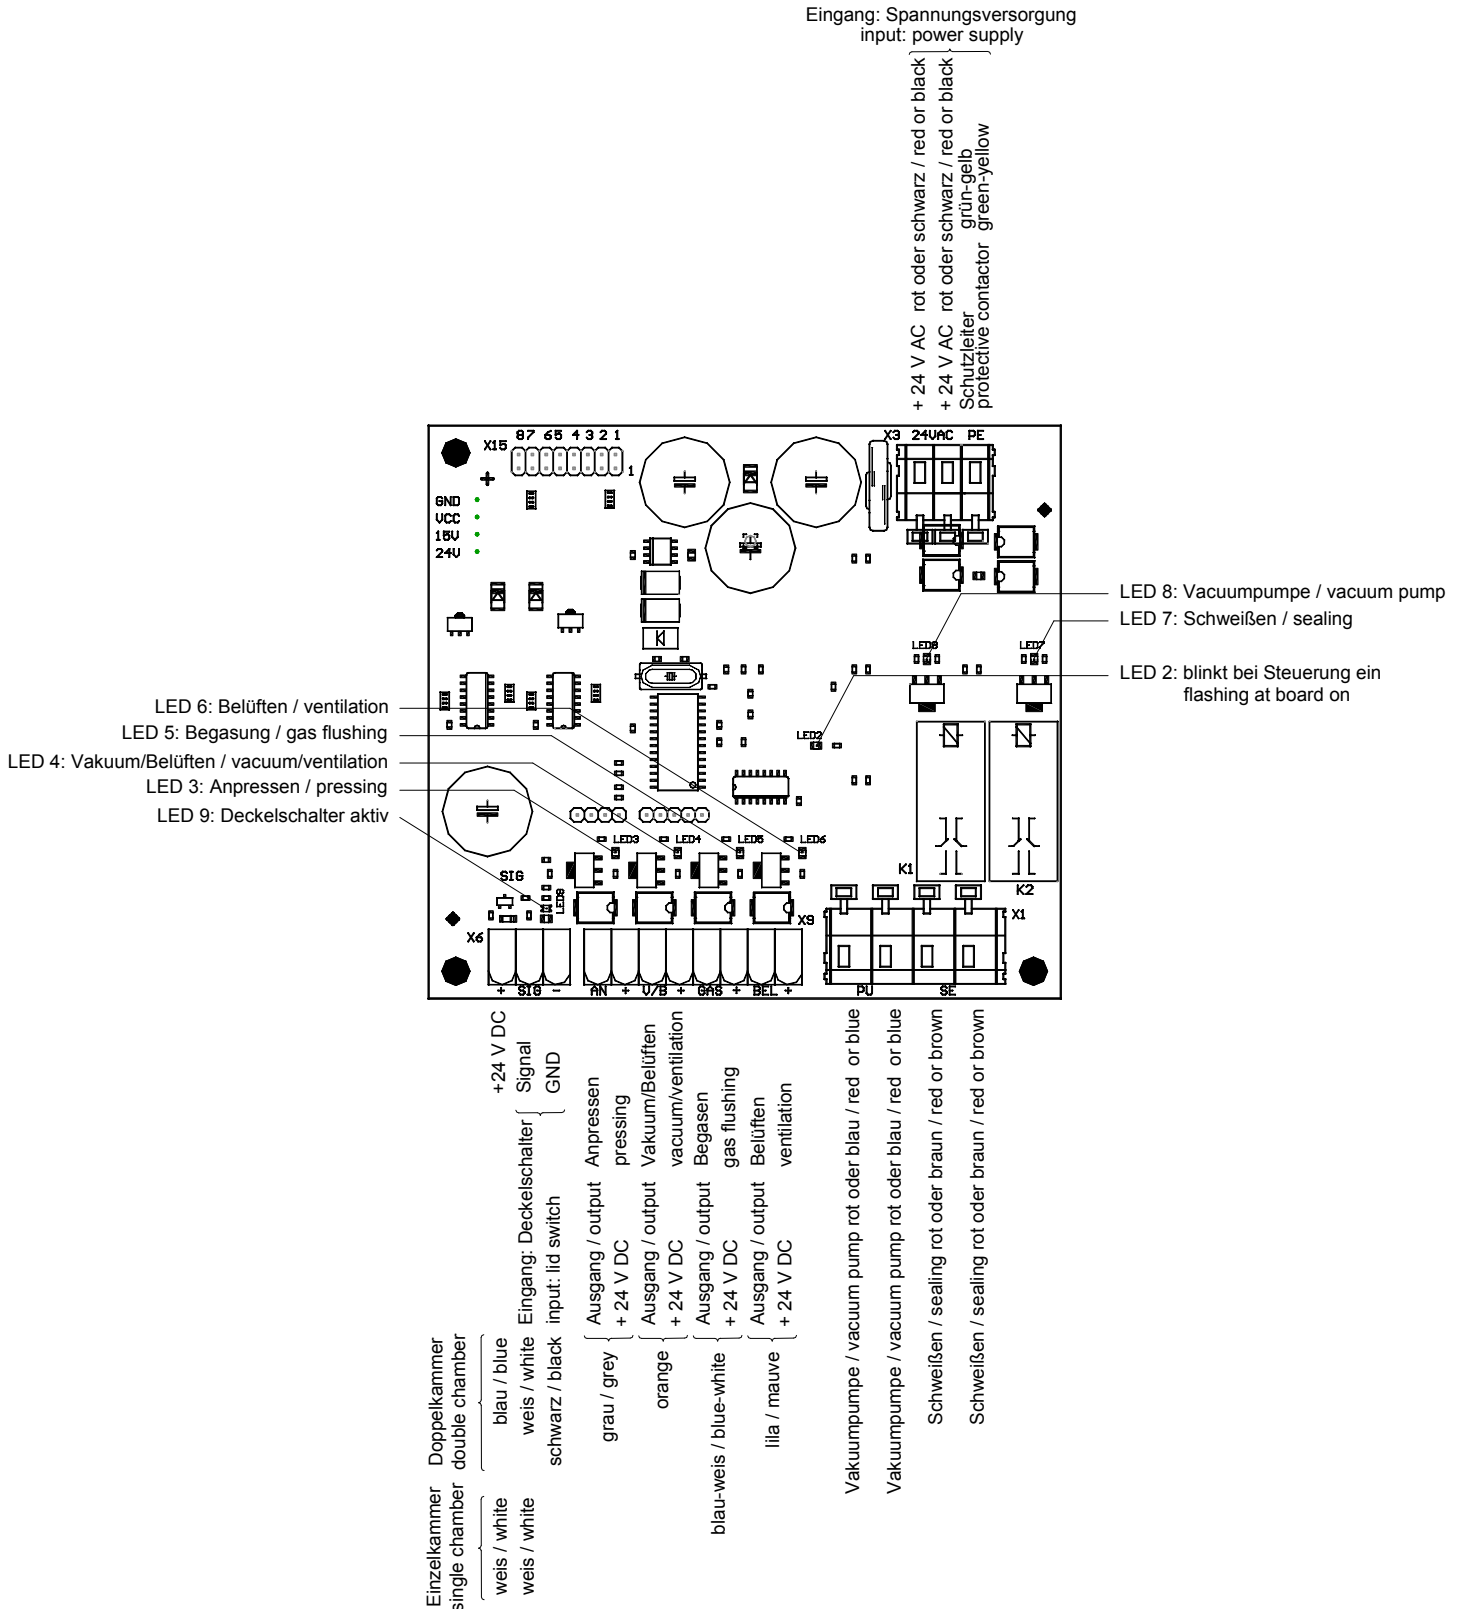 Eingang: Spannungsversorgung
input: power supply
+ 24 V AC rot oder schwarz / red or black
+ 24 V AC rot oder schwarz / red or black
Schutzleiter grün-gelb
protective contactor green-yellow
X15
87 65 4 3 2 1
1
X3 24VAC PE
GND
VCC
15V
24V
LED 8: Vacuumpumpe / vacuum pump
LED 7: Schweißen / sealing
LED8
LED7
LED 2: blinkt bei Steuerung ein
flashing at board on
LED 6: Belüften / ventilation
LED 5: Begasung / gas flushing
LED2
LED 4: Vakuum/Belüften / vacuum/ventilation
LED 3: Anpressen / pressing
LED 9: Deckelschalter aktiv
LED3
LED4
LED5
LED6
K1
K2
SIG
LED9
X6
X9
X1
+ SIG -
AN + V/B + GAS + BEL +
PU
SE
+24 V DC
Signal
GND
Eingang: Deckelschalter
input: lid switch
Anpressen
pressing
Vakuum/Belüften
vacuum/ventilation
Begasen
gas flushing
Belüften
ventilation
Ausgang / output
+ 24 V DC
Ausgang / output
+ 24 V DC
Ausgang / output
+ 24 V DC
Ausgang / output
+ 24 V DC
Vakuumpumpe / vacuum pump rot oder blau / red or blue
Vakuumpumpe / vacuum pump rot oder blau / red or blue
Schweißen / sealing rot oder braun / red or brown
Schweißen / sealing rot oder braun / red or brown
Doppelkammer
double chamber
blau / blue
weis / white
schwarz / black
grau / grey
orange
blau-weis / blue-white
lila / mauve
Einzelkammer
single chamber
weis / white
weis / white